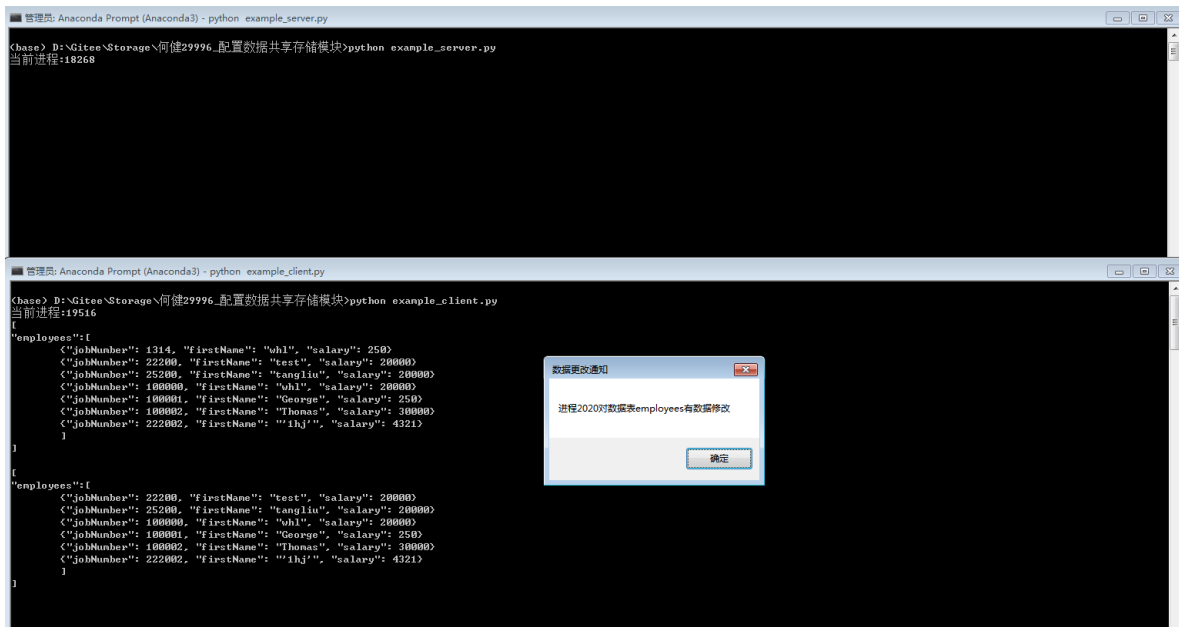 管理员: Anaconda Prompt (Anaconda3) - python example_server.py
(base) D:\Gitee\Storage\何健29996_配置数据共享存储模块>python example_server.py
当前进程:18268
管理员: Anaconda Prompt (Anaconda3) - python example_client.py
(base) D:\Gitee\Storage\何健29996_配置数据共享存储模块>python example_client.py
当前进程:19516
[
"employees":[
{"jobNumber": 1314, "firstName": "whl", "salary": 250}
{"jobNumber": 22200, "firstName": "test", "salary": 20000}
{"jobNumber": 25200, "firstName": "tangliu", "salary": 20000}
{"jobNumber": 100000, "firstName": "whl", "salary": 20000}
{"jobNumber": 100001, "firstName": "George", "salary": 250}
{"jobNumber": 100002, "firstName": "Thomas", "salary": 30000}
{"jobNumber": 222002, "firstName": "'1hj'", "salary": 4321}
]
]
[
"employees":[
{"jobNumber": 22200, "firstName": "test", "salary": 20000}
{"jobNumber": 25200, "firstName": "tangliu", "salary": 20000}
{"jobNumber": 100000, "firstName": "whl", "salary": 20000}
{"jobNumber": 100001, "firstName": "George", "salary": 250}
{"jobNumber": 100002, "firstName": "Thomas", "salary": 30000}
{"jobNumber": 222002, "firstName": "'1hj'", "salary": 4321}
]
]
数据更改通知
进程2020对数据表employees有数据修改
确定